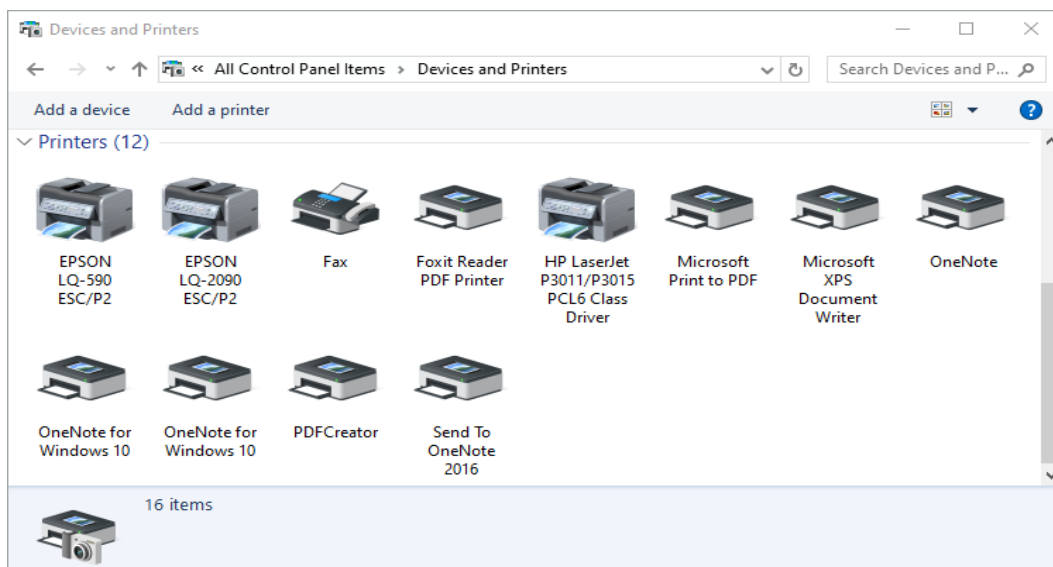 Devices and Printers
« All Control Panel Items > Devices and Printers
Search Devices and P...
Add a device Add a printer
?
Printers (12)
EPSON
LQ-590
ESC/P2
EPSON
LQ-2090
ESC/P2
Fax
Foxit Reader
PDF Printer
HP LaserJet
P3011/P3015
PCL6 Class
Driver
Microsoft
Print to PDF
Microsoft
XPS
Document
Writer
OneNote
OneNote for
Windows 10
OneNote for
Windows 10
PDFCreator
Send To
OneNote
2016
16 items